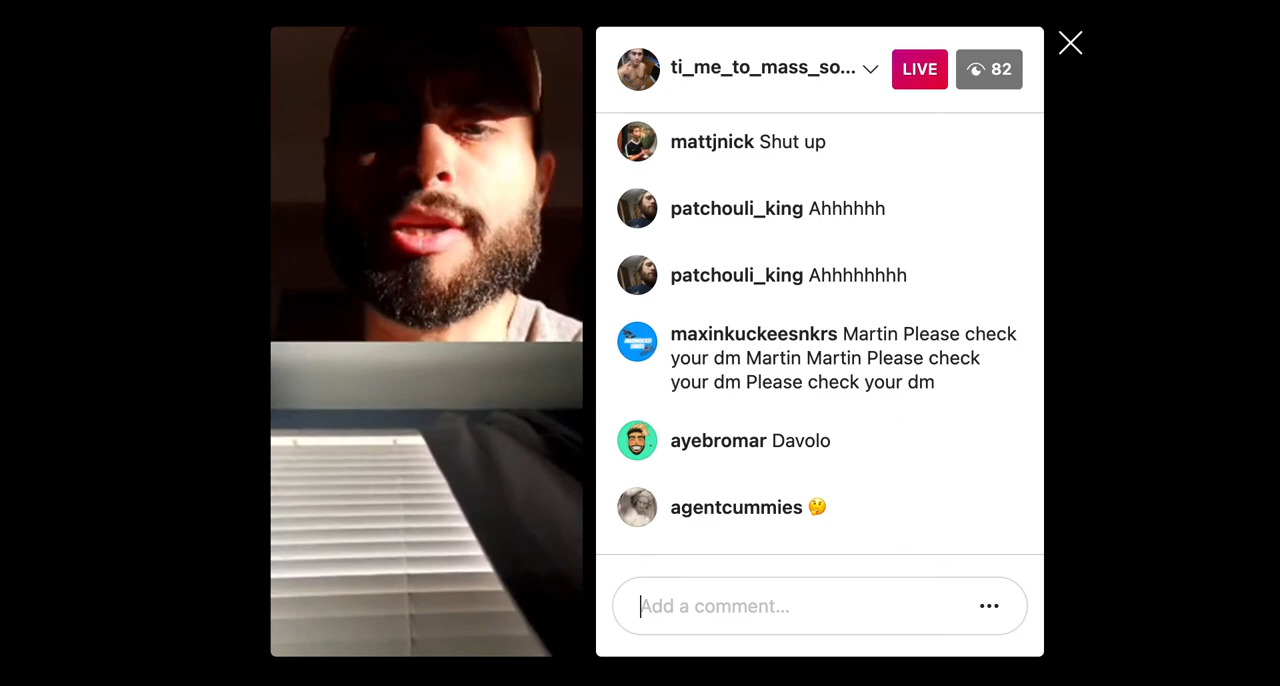 ti_me_to_mass_so... LIVE 82
mattjnick Shut up
patchouli_king Ahhhhhh
patchouli_king Ahhhhhhhh
maxinkuckeesnkrs Martin Please check
your dm Martin Martin Please check
your dm Please check your dm
ayebromar Davolo
agentcummies 🤔
Add a comment...